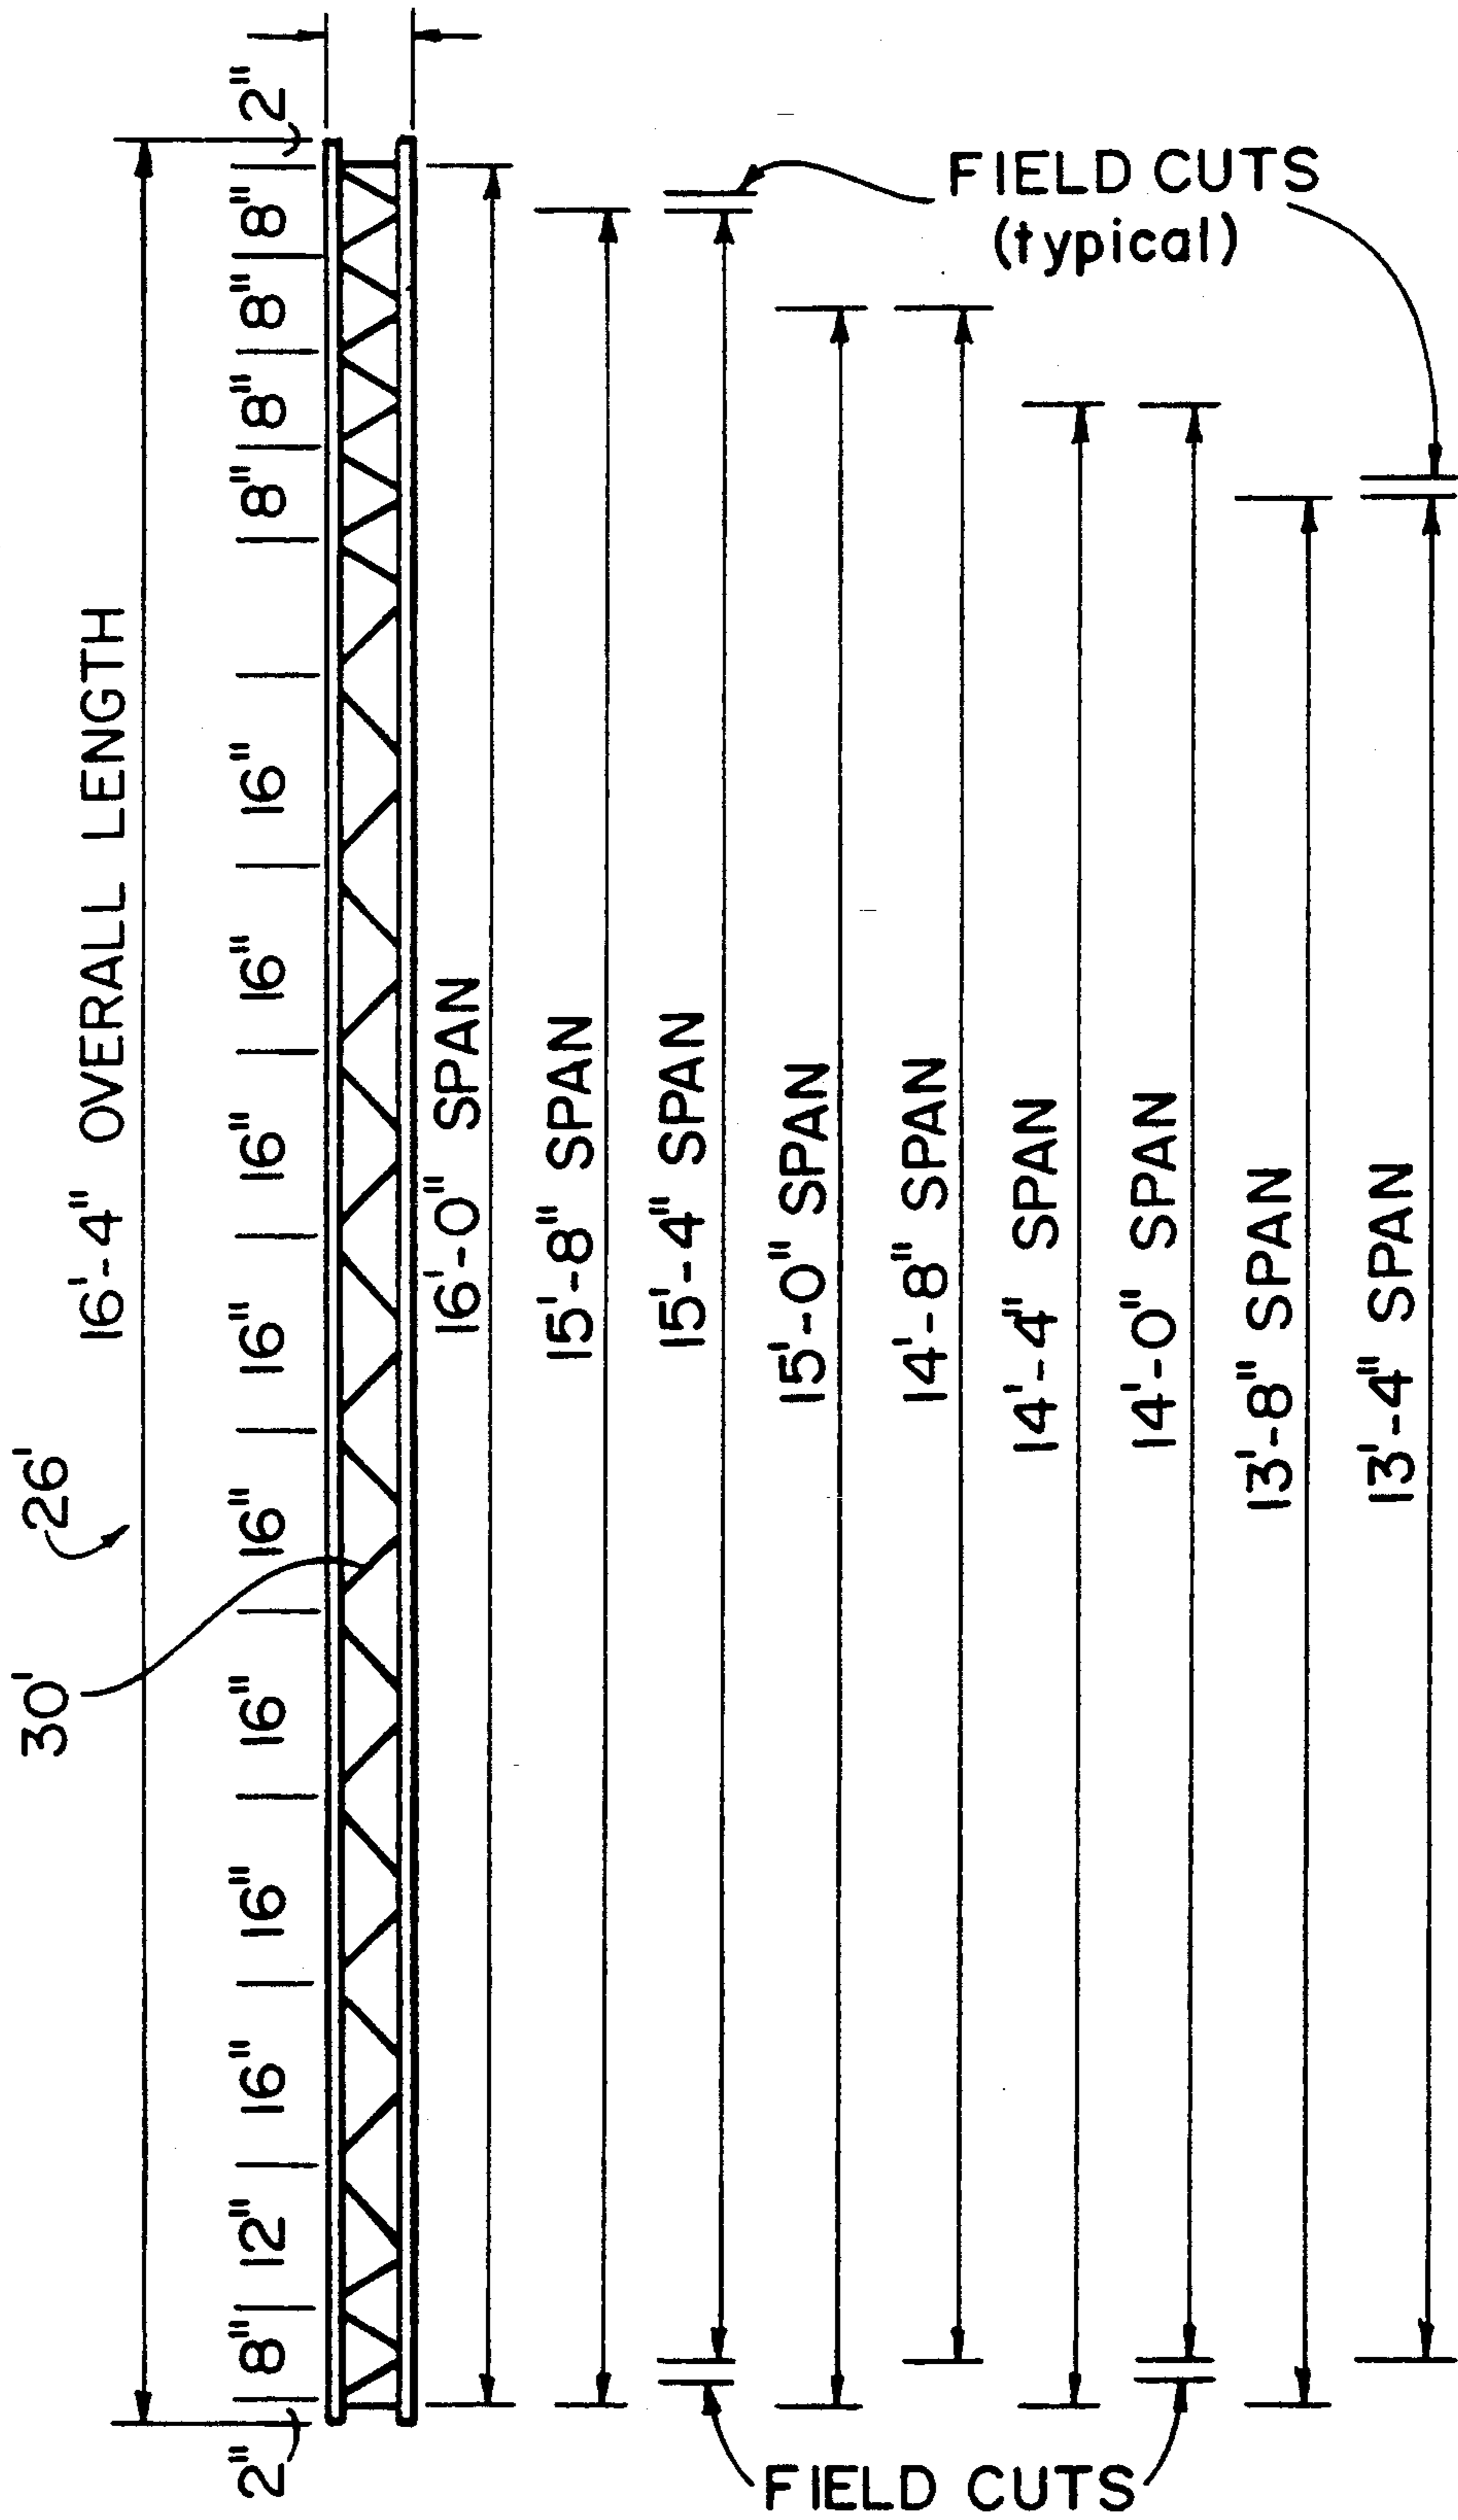 30'
26'
16'-4" OVERALL LENGTH
2"
8"
12"
16"
16"
16"
16"
16"
16"
16"
16"
8"
8"
8"
8"
2"
16'-0" SPAN
15'-8" SPAN
15'-4" SPAN
15'-0" SPAN
14'-8" SPAN
14'-4" SPAN
14'-0" SPAN
13'-8" SPAN
13'-4" SPAN
FIELD CUTS
(typical)
FIELD CUTS